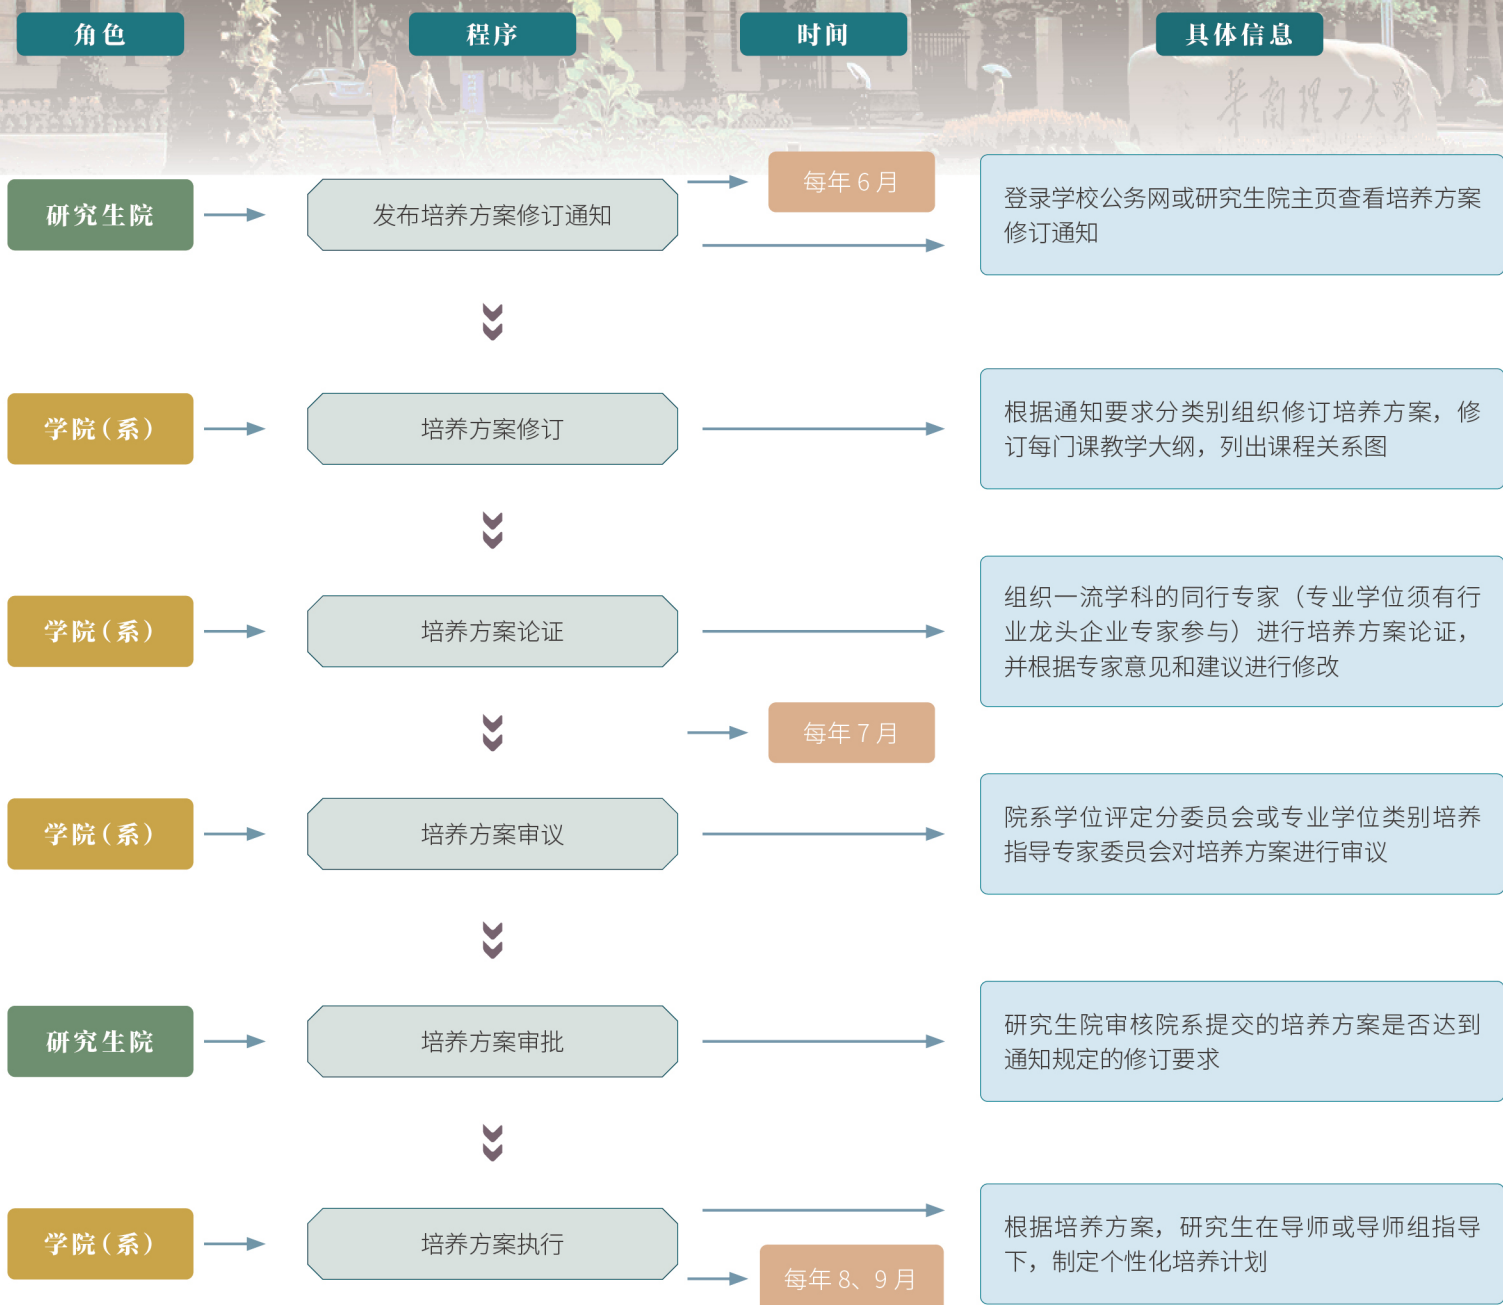 角色
程序
时间
具体信息
华南理工大学
研究生院
发布培养方案修订通知
每年 6 月
登录学校公务网或研究生院主页查看培养方案
修订通知
学院（系）
培养方案修订
根据通知要求分类别组织修订培养方案，修
订每门课教学大纲，列出课程关系图
学院（系）
培养方案论证
组织一流学科的同行专家（专业学位须有行
业龙头企业专家参与）进行培养方案论证，
并根据专家意见和建议进行修改
每年 7 月
学院（系）
培养方案审议
院系学位评定分委员会或专业学位类别培养
指导专家委员会对培养方案进行审议
研究生院
培养方案审批
研究生院审核院系提交的培养方案是否达到
通知规定的修订要求
学院（系）
培养方案执行
每年 8、9 月
根据培养方案，研究生在导师或导师组指导
下，制定个性化培养计划